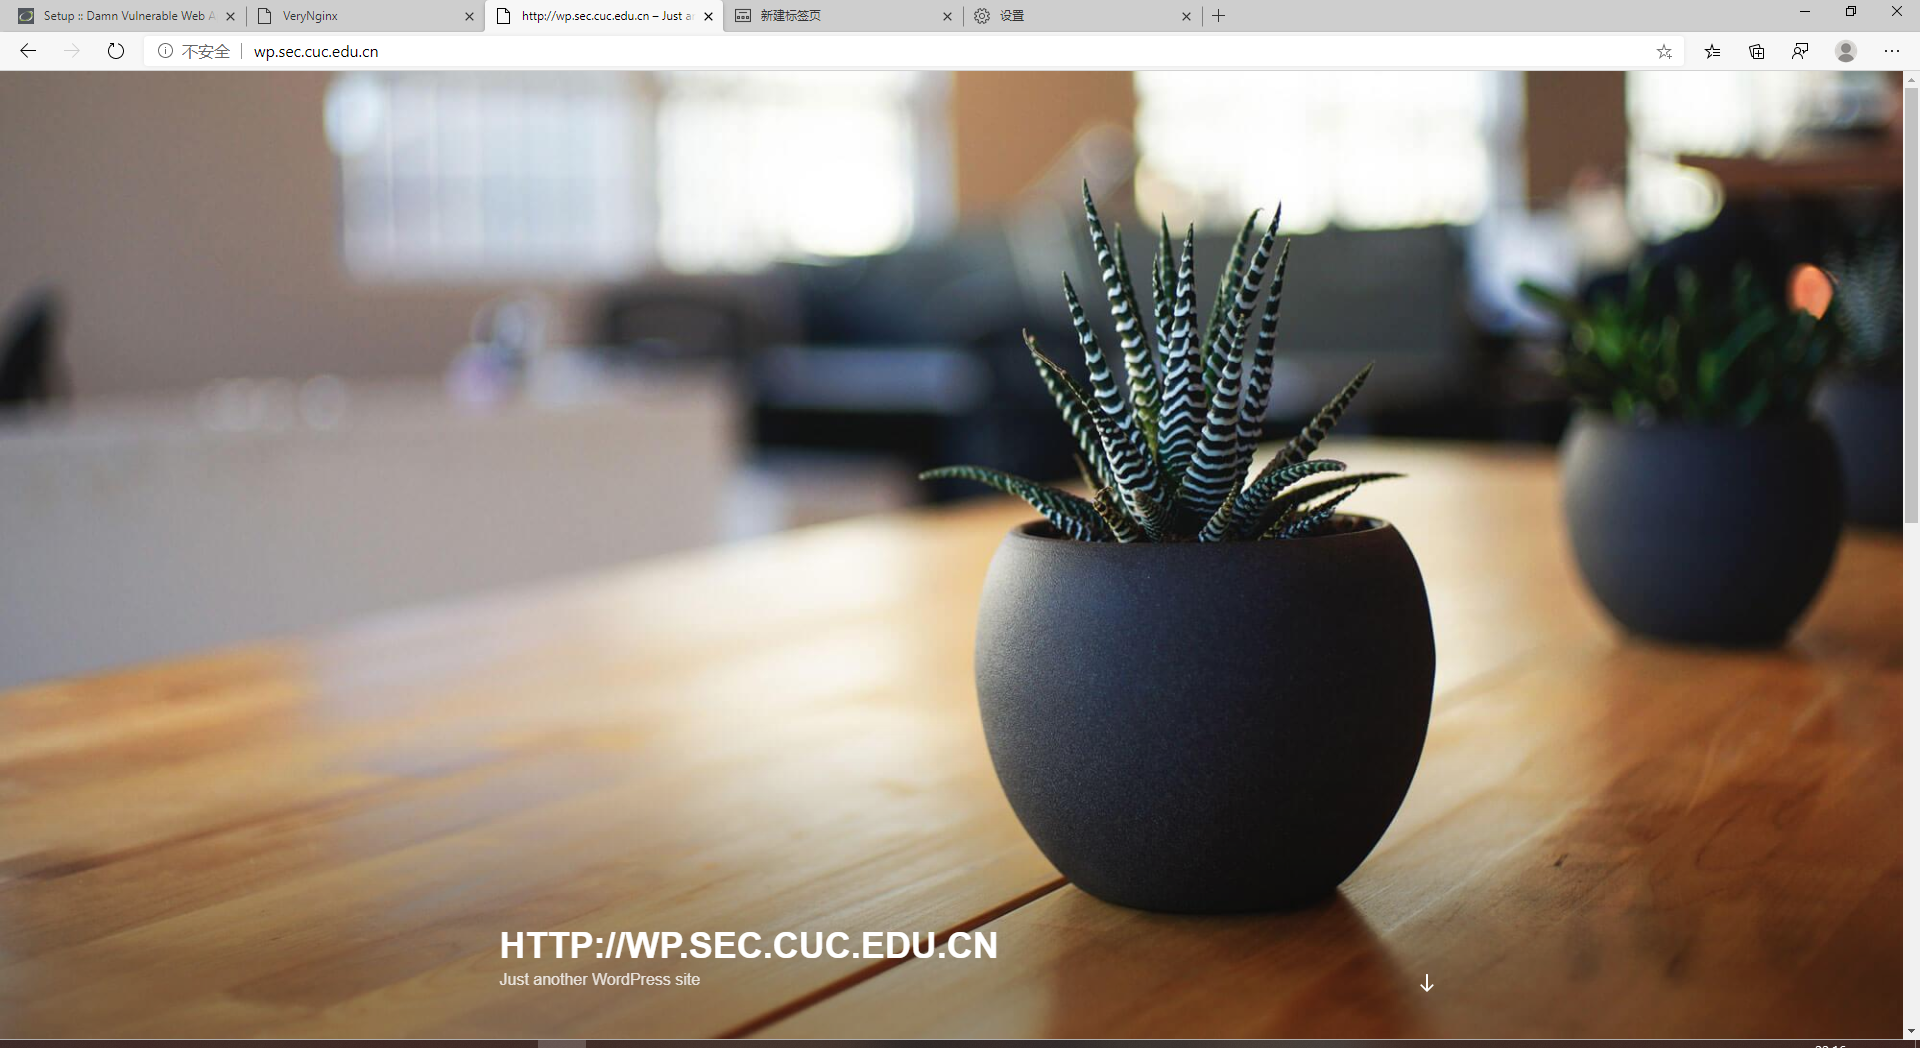 Setup :: Damn Vulnerable Web A
VeryNginx
http://wp.sec.cuc.edu.cn – Just ar
新建标签页
设置
不安全
wp.sec.cuc.edu.cn
HTTP://WP.SEC.CUC.EDU.CN
Just another WordPress site